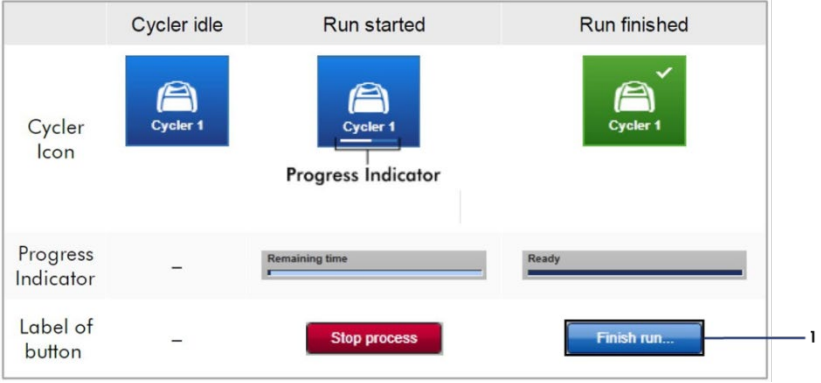 Cycler idle Run started Run finished
Cycler
Icon
Cycler 1
Cycler 1
Progress Indicator
Cycler 1
Progress
Indicator
–
Remaining time
Ready
Label of
button
–
Stop process
Finish run...
1